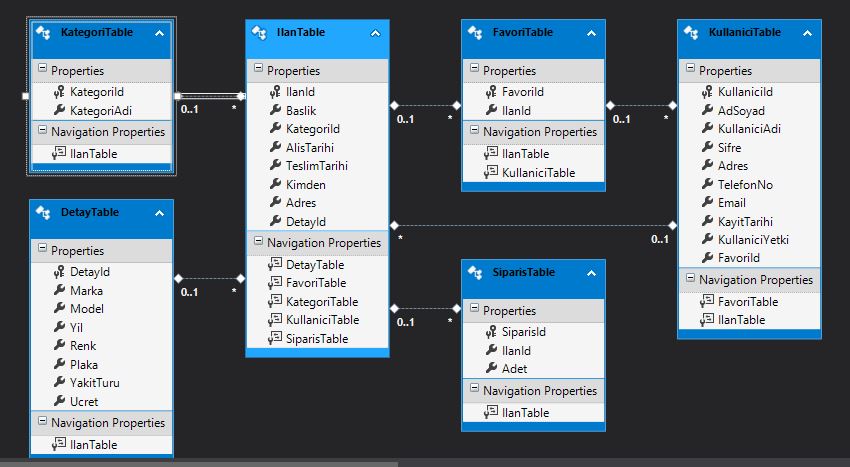 KategoriTable
Properties
KategoriId
KategoriAdi
Navigation Properties
IlanTable
0..1
*
IlanTable
Properties
IlanId
Baslik
KategoriId
AlisTarihi
TeslimTarihi
Kimden
Adres
DetayId
Navigation Properties
DetayTable
FavoriTable
KategoriTable
KullaniciTable
SiparisTable
0..1
*
FavoriTable
Properties
FavoriId
IlanId
Navigation Properties
IlanTable
KullaniciTable
0..1
*
KullaniciTable
Properties
KullaniciId
AdSoyad
KullaniciAdi
Sifre
Adres
TelefonNo
Email
KayitTarihi
KullaniciYetki
FavoriId
Navigation Properties
FavoriTable
IlanTable
*
0..1
DetayTable
Properties
DetayId
Marka
Model
Yil
Renk
Plaka
YakitTuru
Ucret
Navigation Properties
IlanTable
0..1
*
0..1
*
SiparisTable
Properties
SiparisId
IlanId
Adet
Navigation Properties
IlanTable